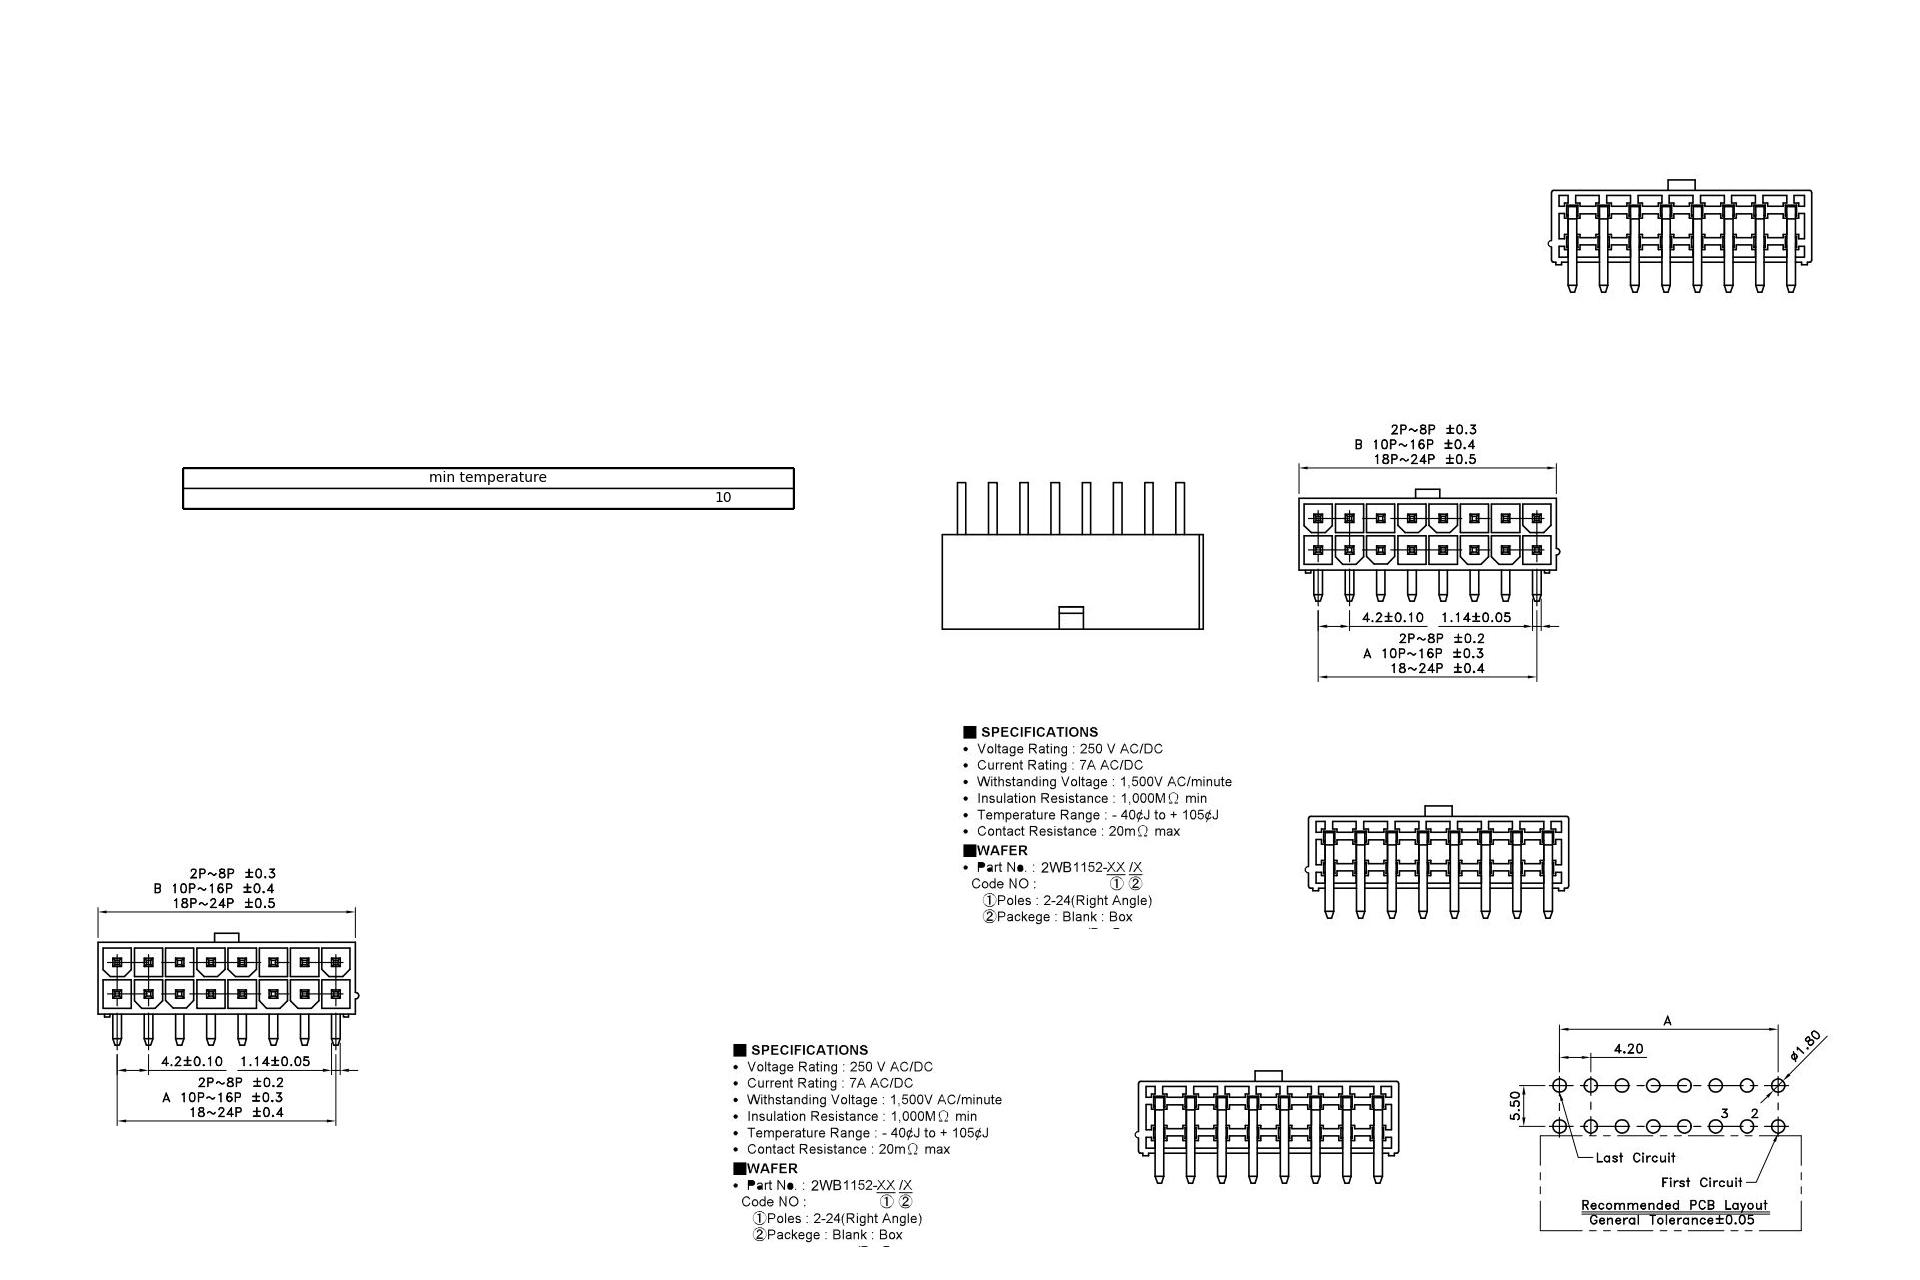 min temperature
10
2P~8P ±0.3
B 10P~16P ±0.4
18P~24P ±0.5
4.2±0.10 1.14±0.05
2P~8P ±0.2
A 10P~16P ±0.3
18~24P ±0.4
■ SPECIFICATIONS
• Voltage Rating : 250 V AC/DC
• Current Rating : 7A AC/DC
• Withstanding Voltage : 1,500V AC/minute
• Insulation Resistance : 1,000MΩ min
• Temperature Range : - 40¢J to + 105¢J
• Contact Resistance : 20mΩ max
■WAFER
• Part No. : 2WB1152-XX /X
Code NO : ① ②
①Poles : 2-24(Right Angle)
②Packege : Blank : Box
2P~8P ±0.3
B 10P~16P ±0.4
18P~24P ±0.5
4.2±0.10 1.14±0.05
2P~8P ±0.2
A 10P~16P ±0.3
18~24P ±0.4
■ SPECIFICATIONS
• Voltage Rating : 250 V AC/DC
• Current Rating : 7A AC/DC
• Withstanding Voltage : 1,500V AC/minute
• Insulation Resistance : 1,000MΩ min
• Temperature Range : - 40¢J to + 105¢J
• Contact Resistance : 20mΩ max
■WAFER
• Part No. : 2WB1152-XX /X
Code NO : ① ②
①Poles : 2-24(Right Angle)
②Packege : Blank : Box
A
4.20
ø1.80
5.50
3 2
Last Circuit
First Circuit
Recommended PCB Layout
General Tolerance±0.05